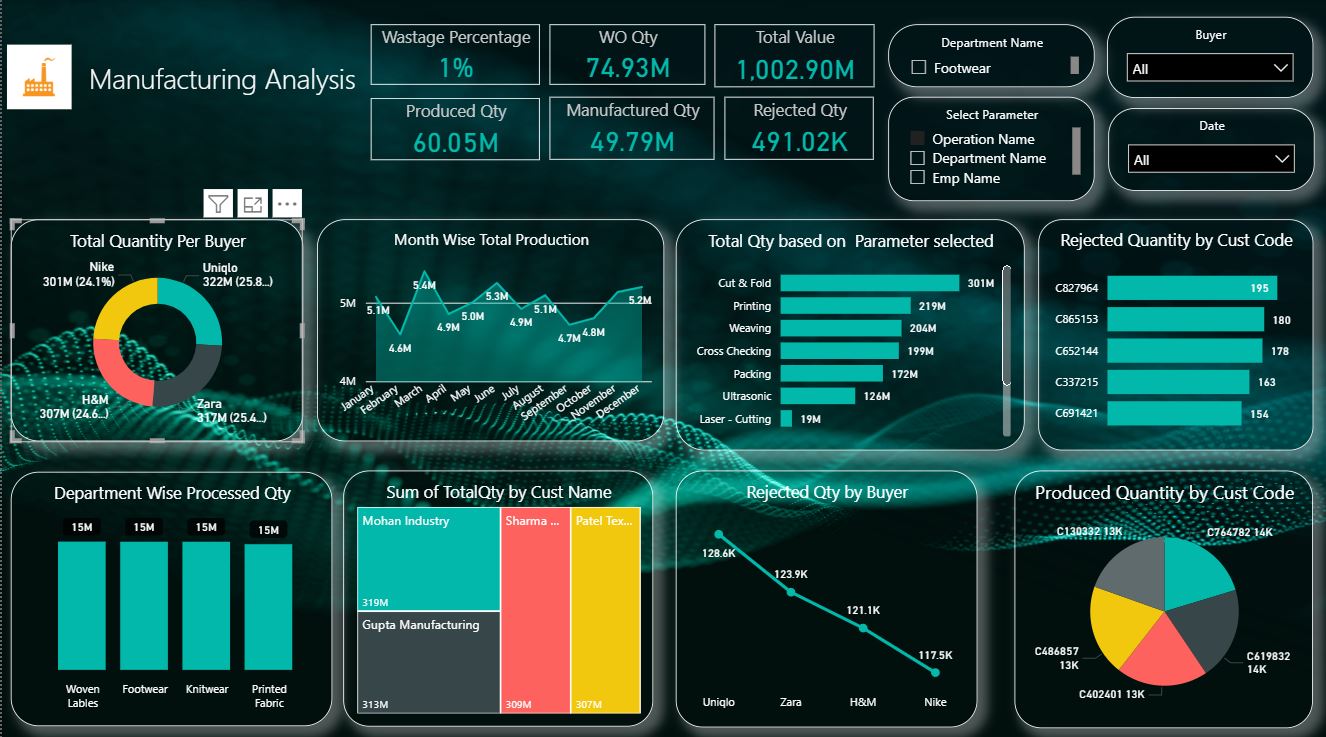 Manufacturing Analysis
Wastage Percentage
1%
WO Qty
74.93M
Total Value
1,002.90M
Produced Qty
60.05M
Manufactured Qty
49.79M
Rejected Qty
491.02K
Department Name
Footwear
Select Parameter
Operation Name
Department Name
Emp Name
Buyer
All
Date
All
Total Quantity Per Buyer
Nike
301M (24.1%)
Uniqlo
322M (25.8...)
H&M
307M (24.6...)
Zara
317M (25.4...)
Month Wise Total Production
5M
4M
5.1M
4.6M
5.4M
4.9M
5.0M
5.3M
4.9M
5.1M
4.7M
4.8M
5.2M
January
February
March
April
May
June
July
August
September
October
November
December
Total Qty based on Parameter selected
Cut & Fold 301M
Printing 219M
Weaving 204M
Cross Checking 199M
Packing 172M
Ultrasonic 126M
Laser - Cutting 19M
Rejected Quantity by Cust Code
C827964 195
C865153 180
C652144 178
C337215 163
C691421 154
Department Wise Processed Qty
15M 15M 15M 15M
Woven Lables
Footwear
Knitwear
Printed Fabric
Sum of TotalQty by Cust Name
Mohan Industry
319M
Gupta Manufacturing
313M
Sharma ...
309M
Patel Tex...
307M
Rejected Qty by Buyer
128.6K
123.9K
121.1K
117.5K
Uniqlo Zara H&M Nike
Produced Quantity by Cust Code
C130332 13K
C764782 14K
C486857
13K
C619832
14K
C402401 13K